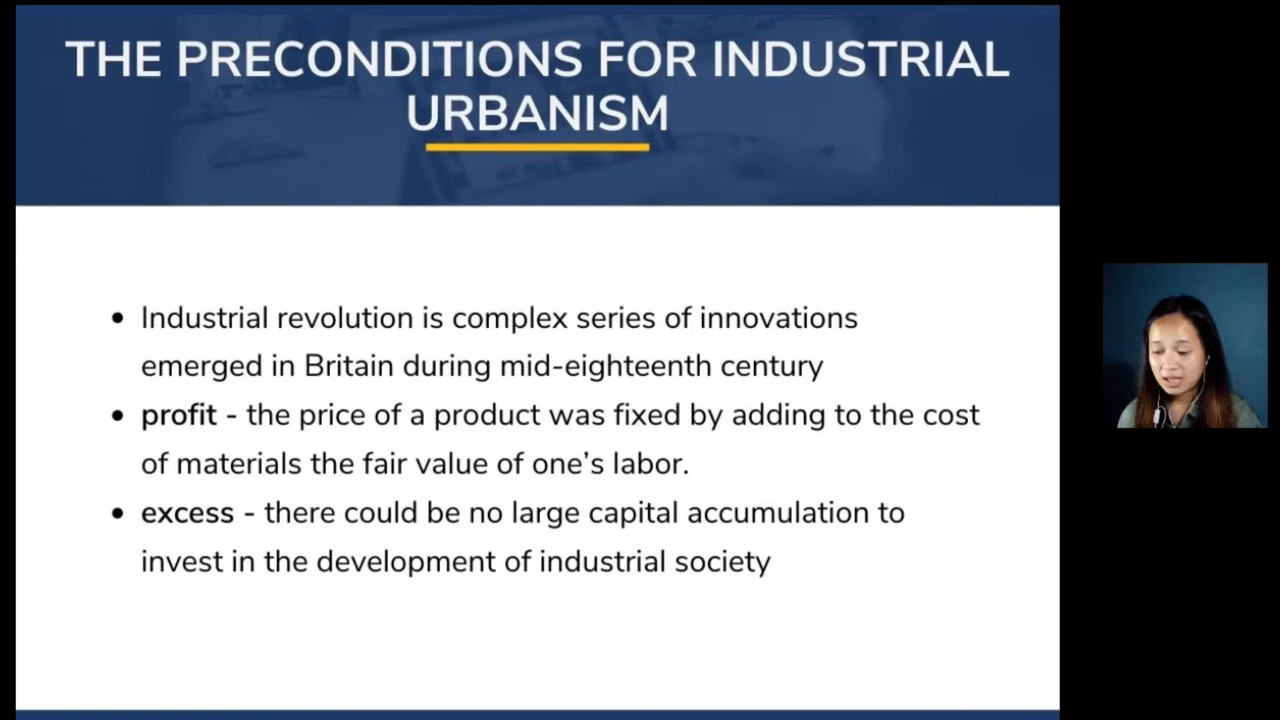 THE PRECONDITIONS FOR INDUSTRIAL
URBANISM
• Industrial revolution is complex series of innovations
emerged in Britain during mid-eighteenth century
• profit - the price of a product was fixed by adding to the cost
of materials the fair value of one's labor.
• excess - there could be no large capital accumulation to
invest in the development of industrial society